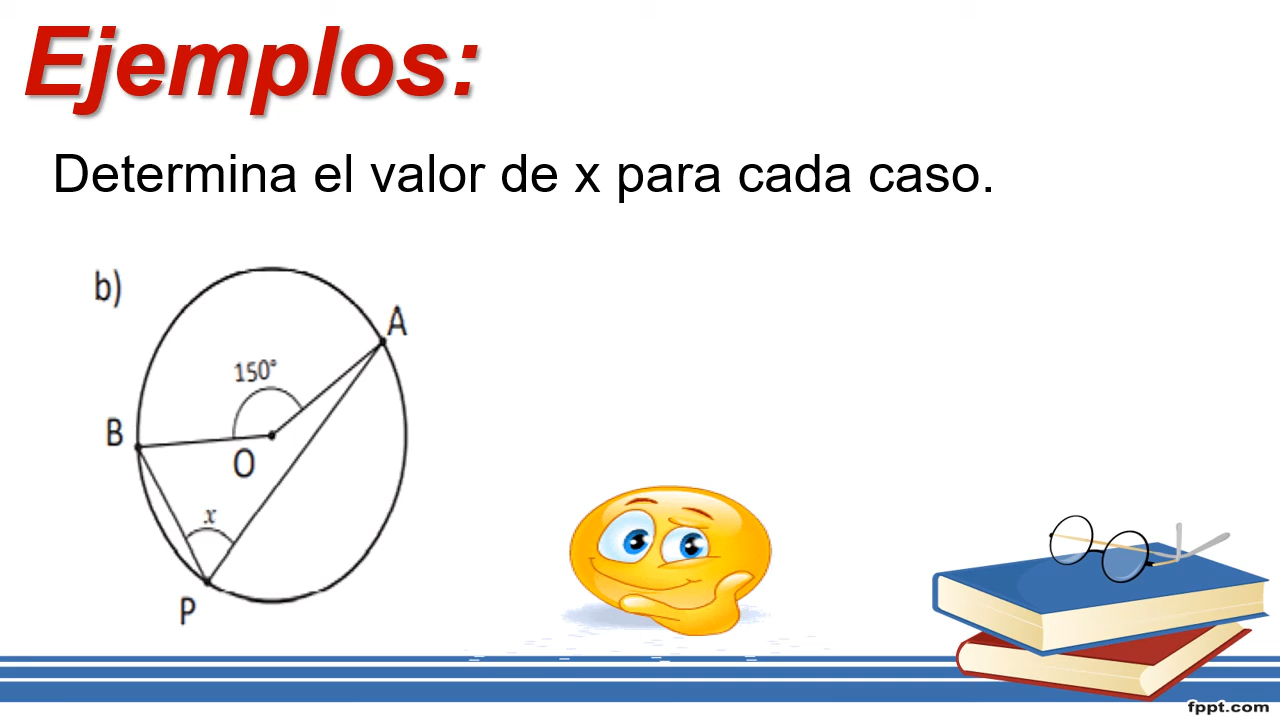 Ejemplos:
Determina el valor de x para cada caso.
b)
A
150°
B
O
x
P
fppt.com